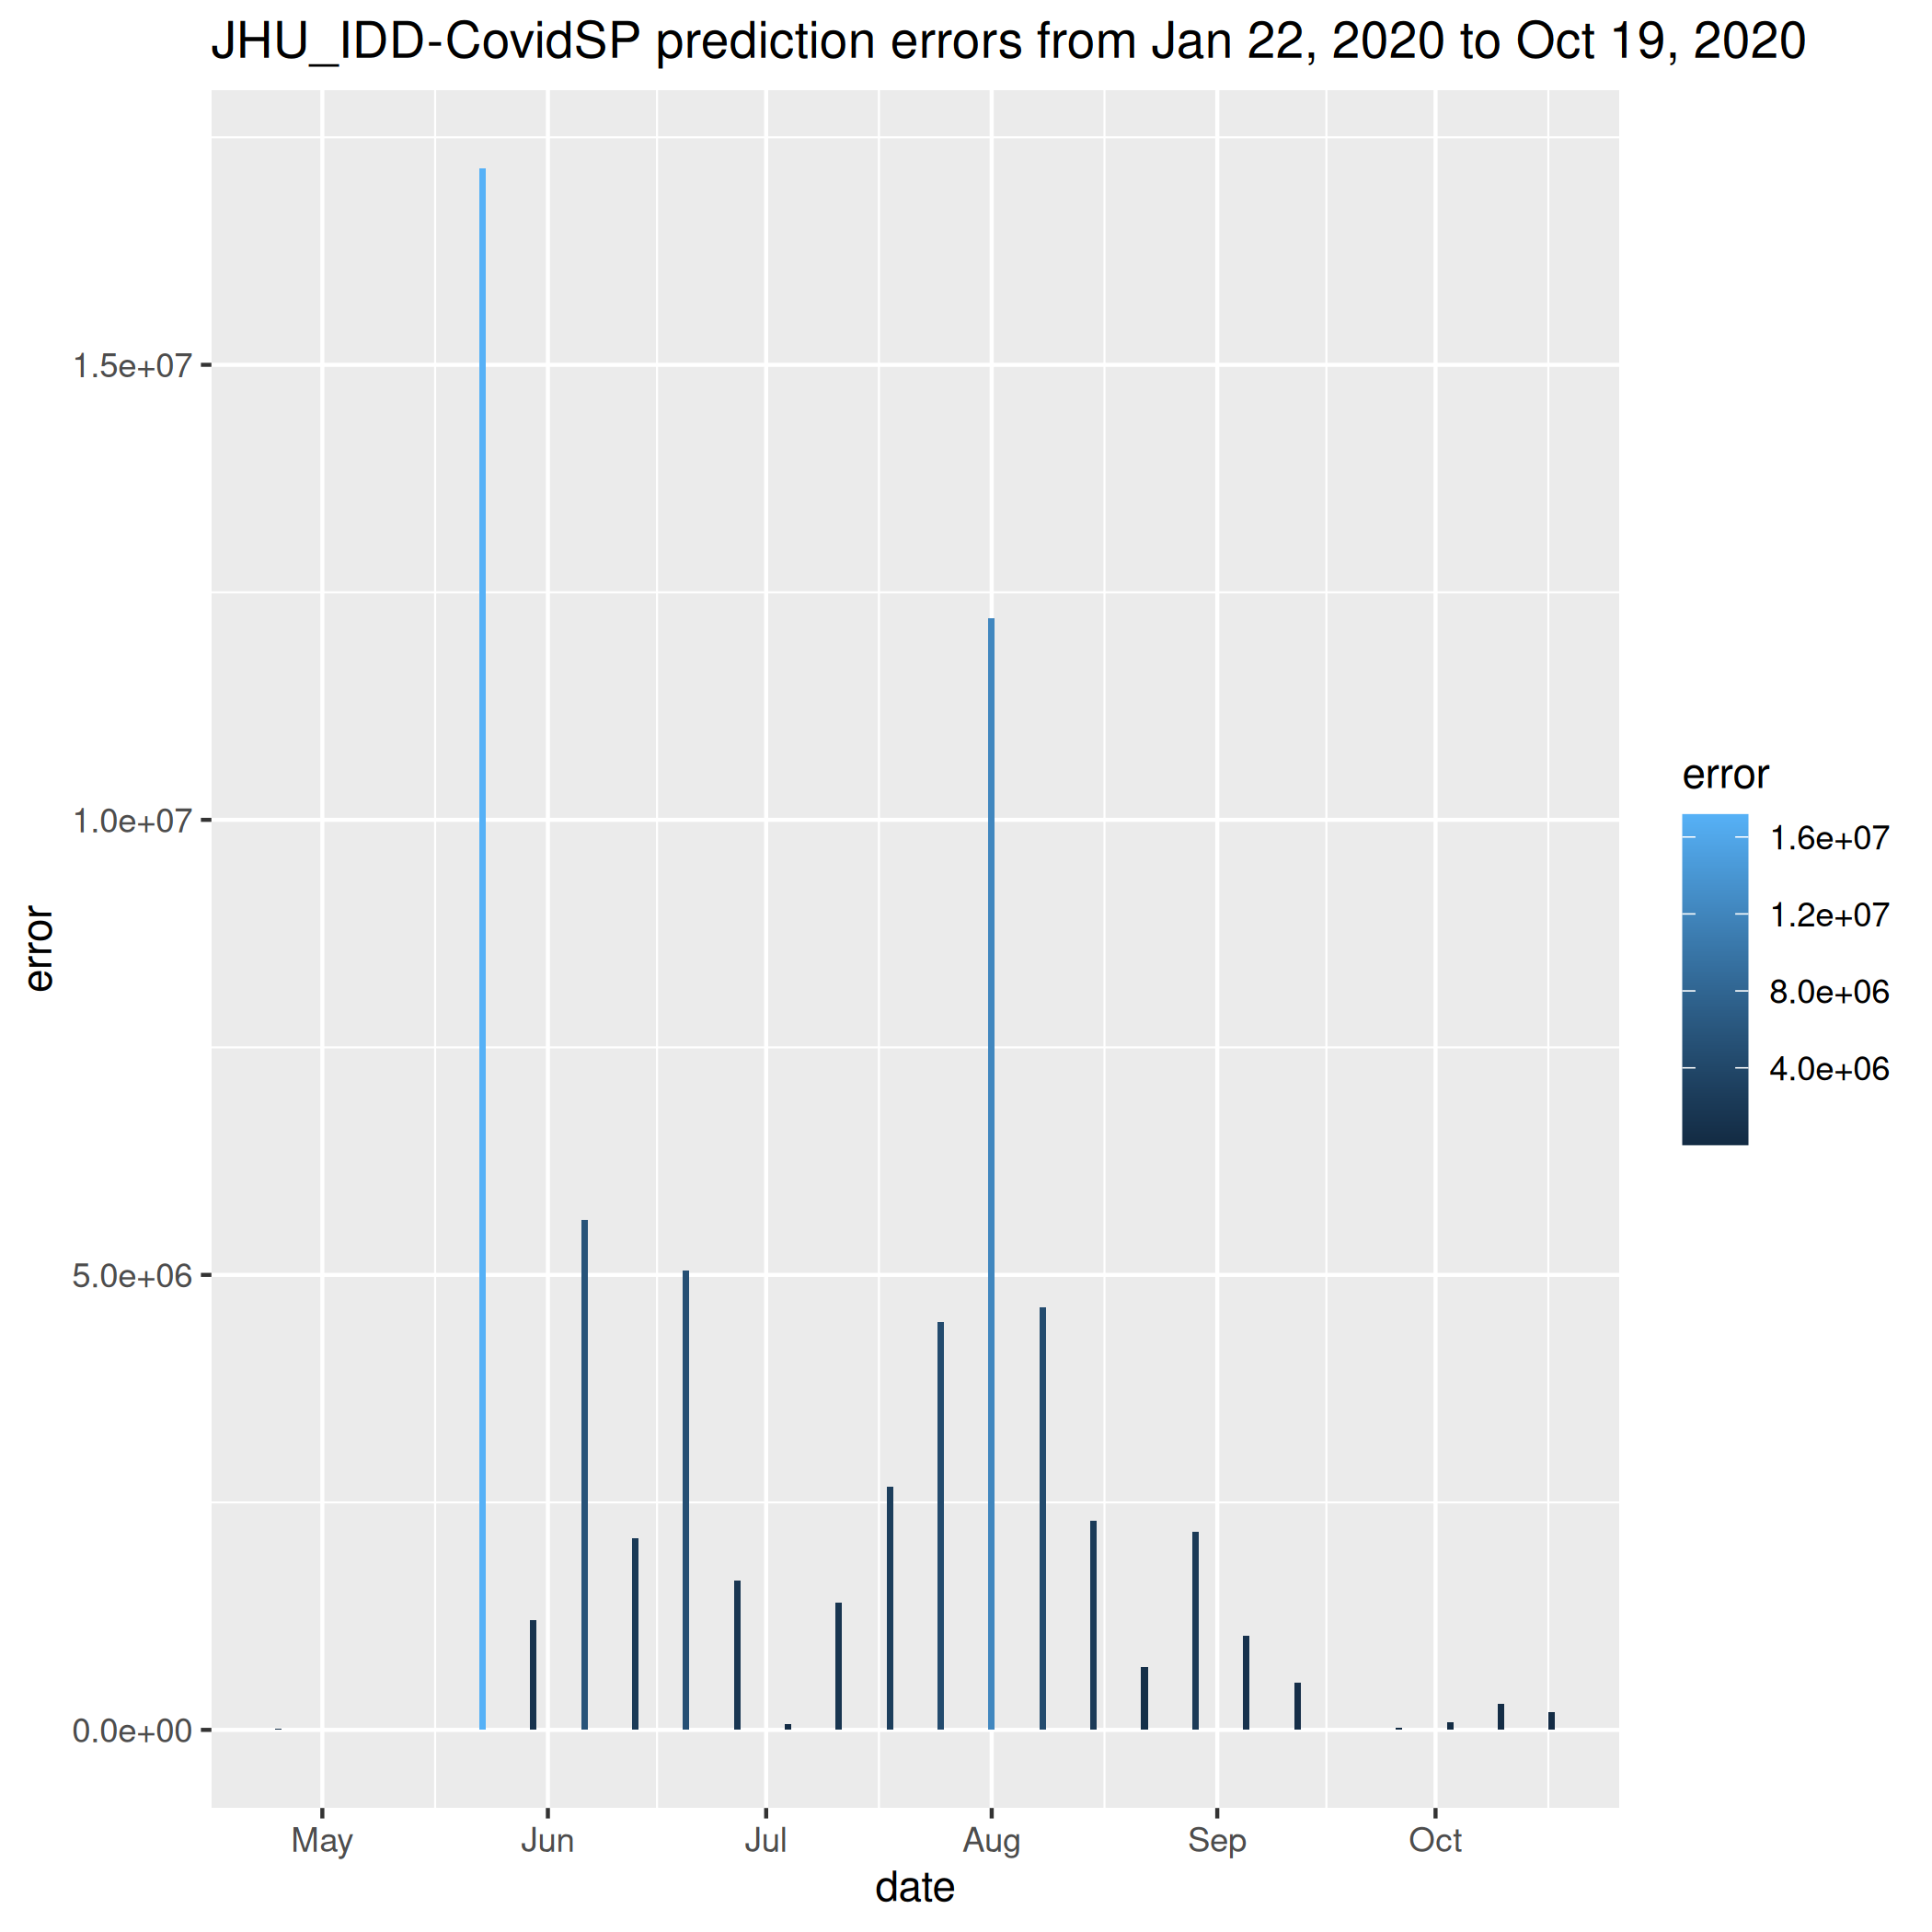 JHU_IDD-CovidSP prediction errors from Jan 22, 2020 to Oct 19, 2020
1.5e+07
1.0e+07
5.0e+06
0.0e+00
error
May Jun Jul Aug Sep Oct
date
error
1.6e+07
1.2e+07
8.0e+06
4.0e+06